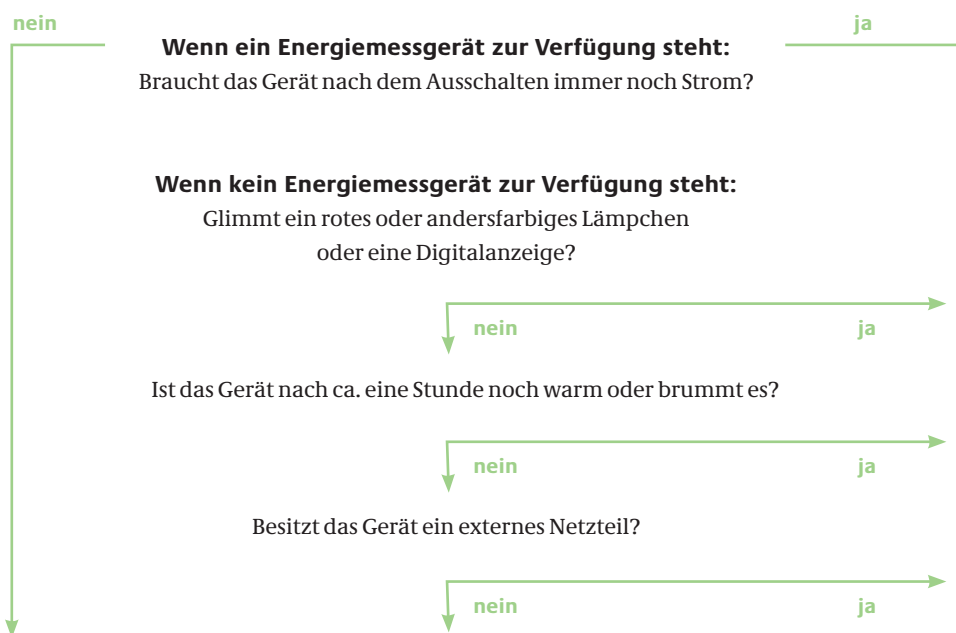 nein
ja
Wenn ein Energiemessgerät zur Verfügung steht:
Braucht das Gerät nach dem Ausschalten immer noch Strom?
Wenn kein Energiemessgerät zur Verfügung steht:
Glimmt ein rotes oder andersfarbiges Lämpchen
oder eine Digitalanzeige?
nein
ja
Ist das Gerät nach ca. eine Stunde noch warm oder brummt es?
nein
ja
Besitzt das Gerät ein externes Netzteil?
nein
ja